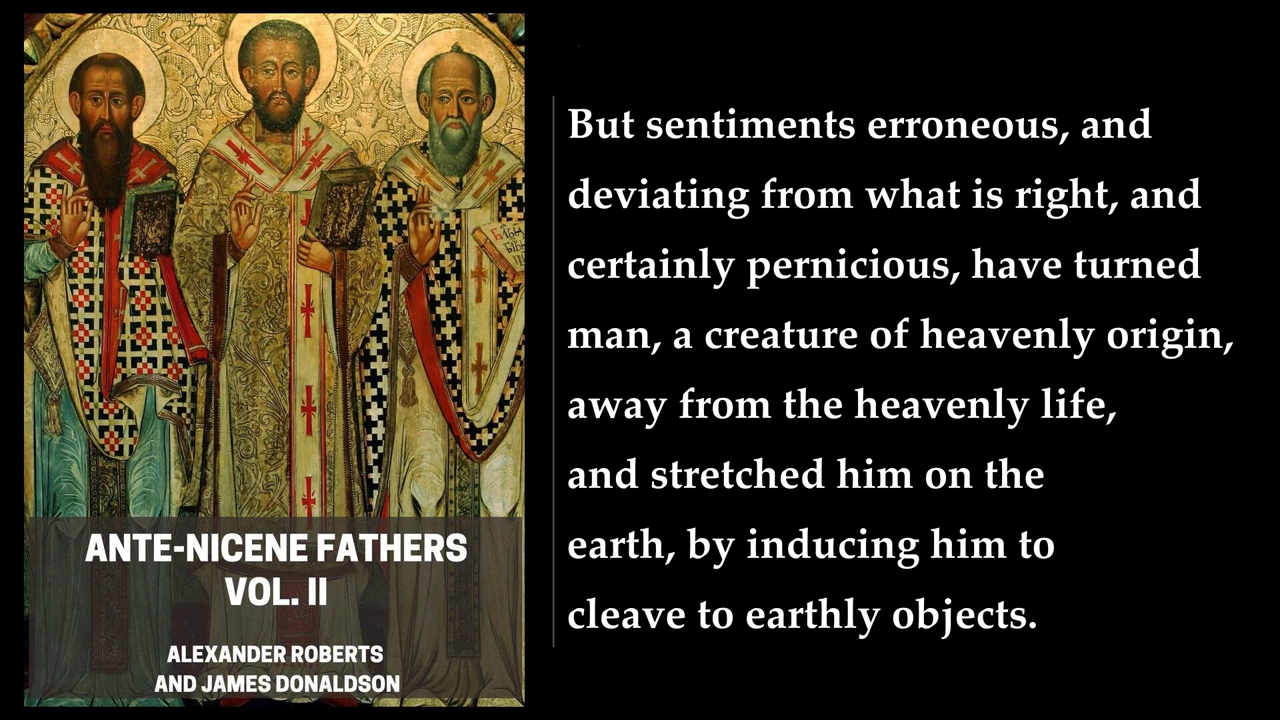 ANTE-NICENE FATHERS
VOL. II
ALEXANDER ROBERTS
AND JAMES DONALDSON
But sentiments erroneous, and
deviating from what is right, and
certainly pernicious, have turned
man, a creature of heavenly origin,
away from the heavenly life,
and stretched him on the
earth, by inducing him to
cleave to earthly objects.